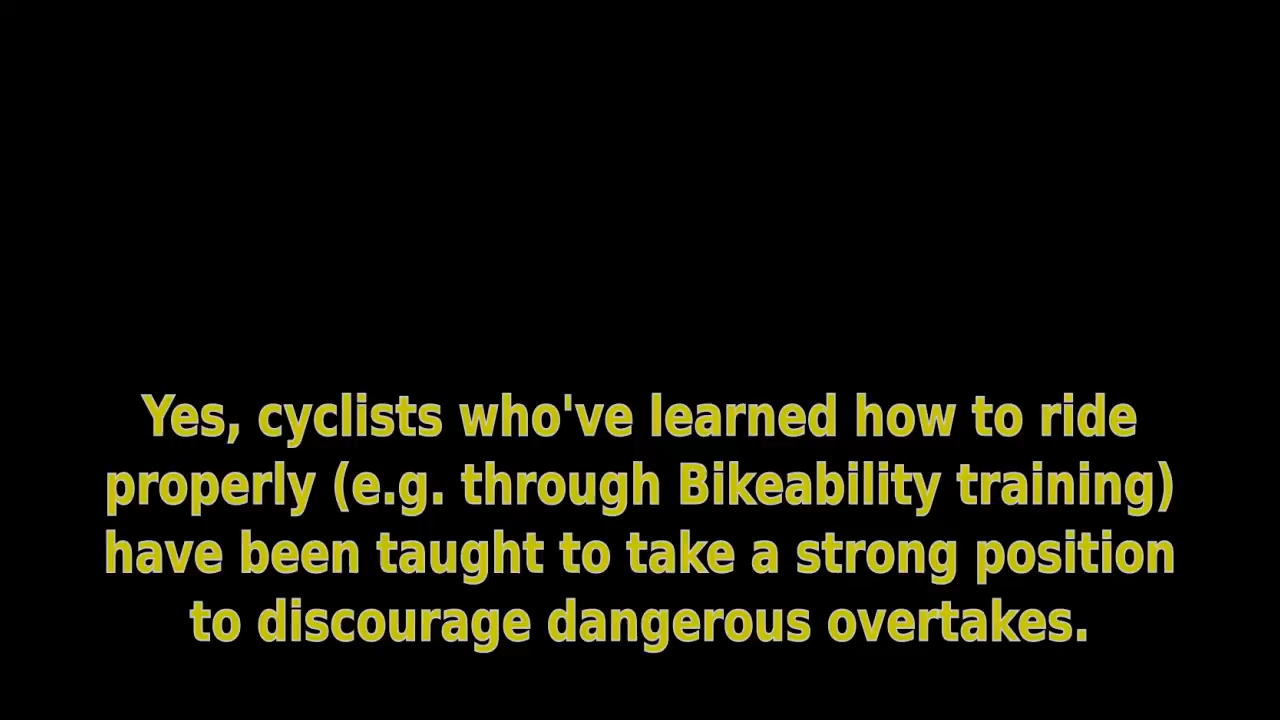 Yes, cyclists who've learned how to ride
properly (e.g. through Bikeability training)
have been taught to take a strong position
to discourage dangerous overtakes.